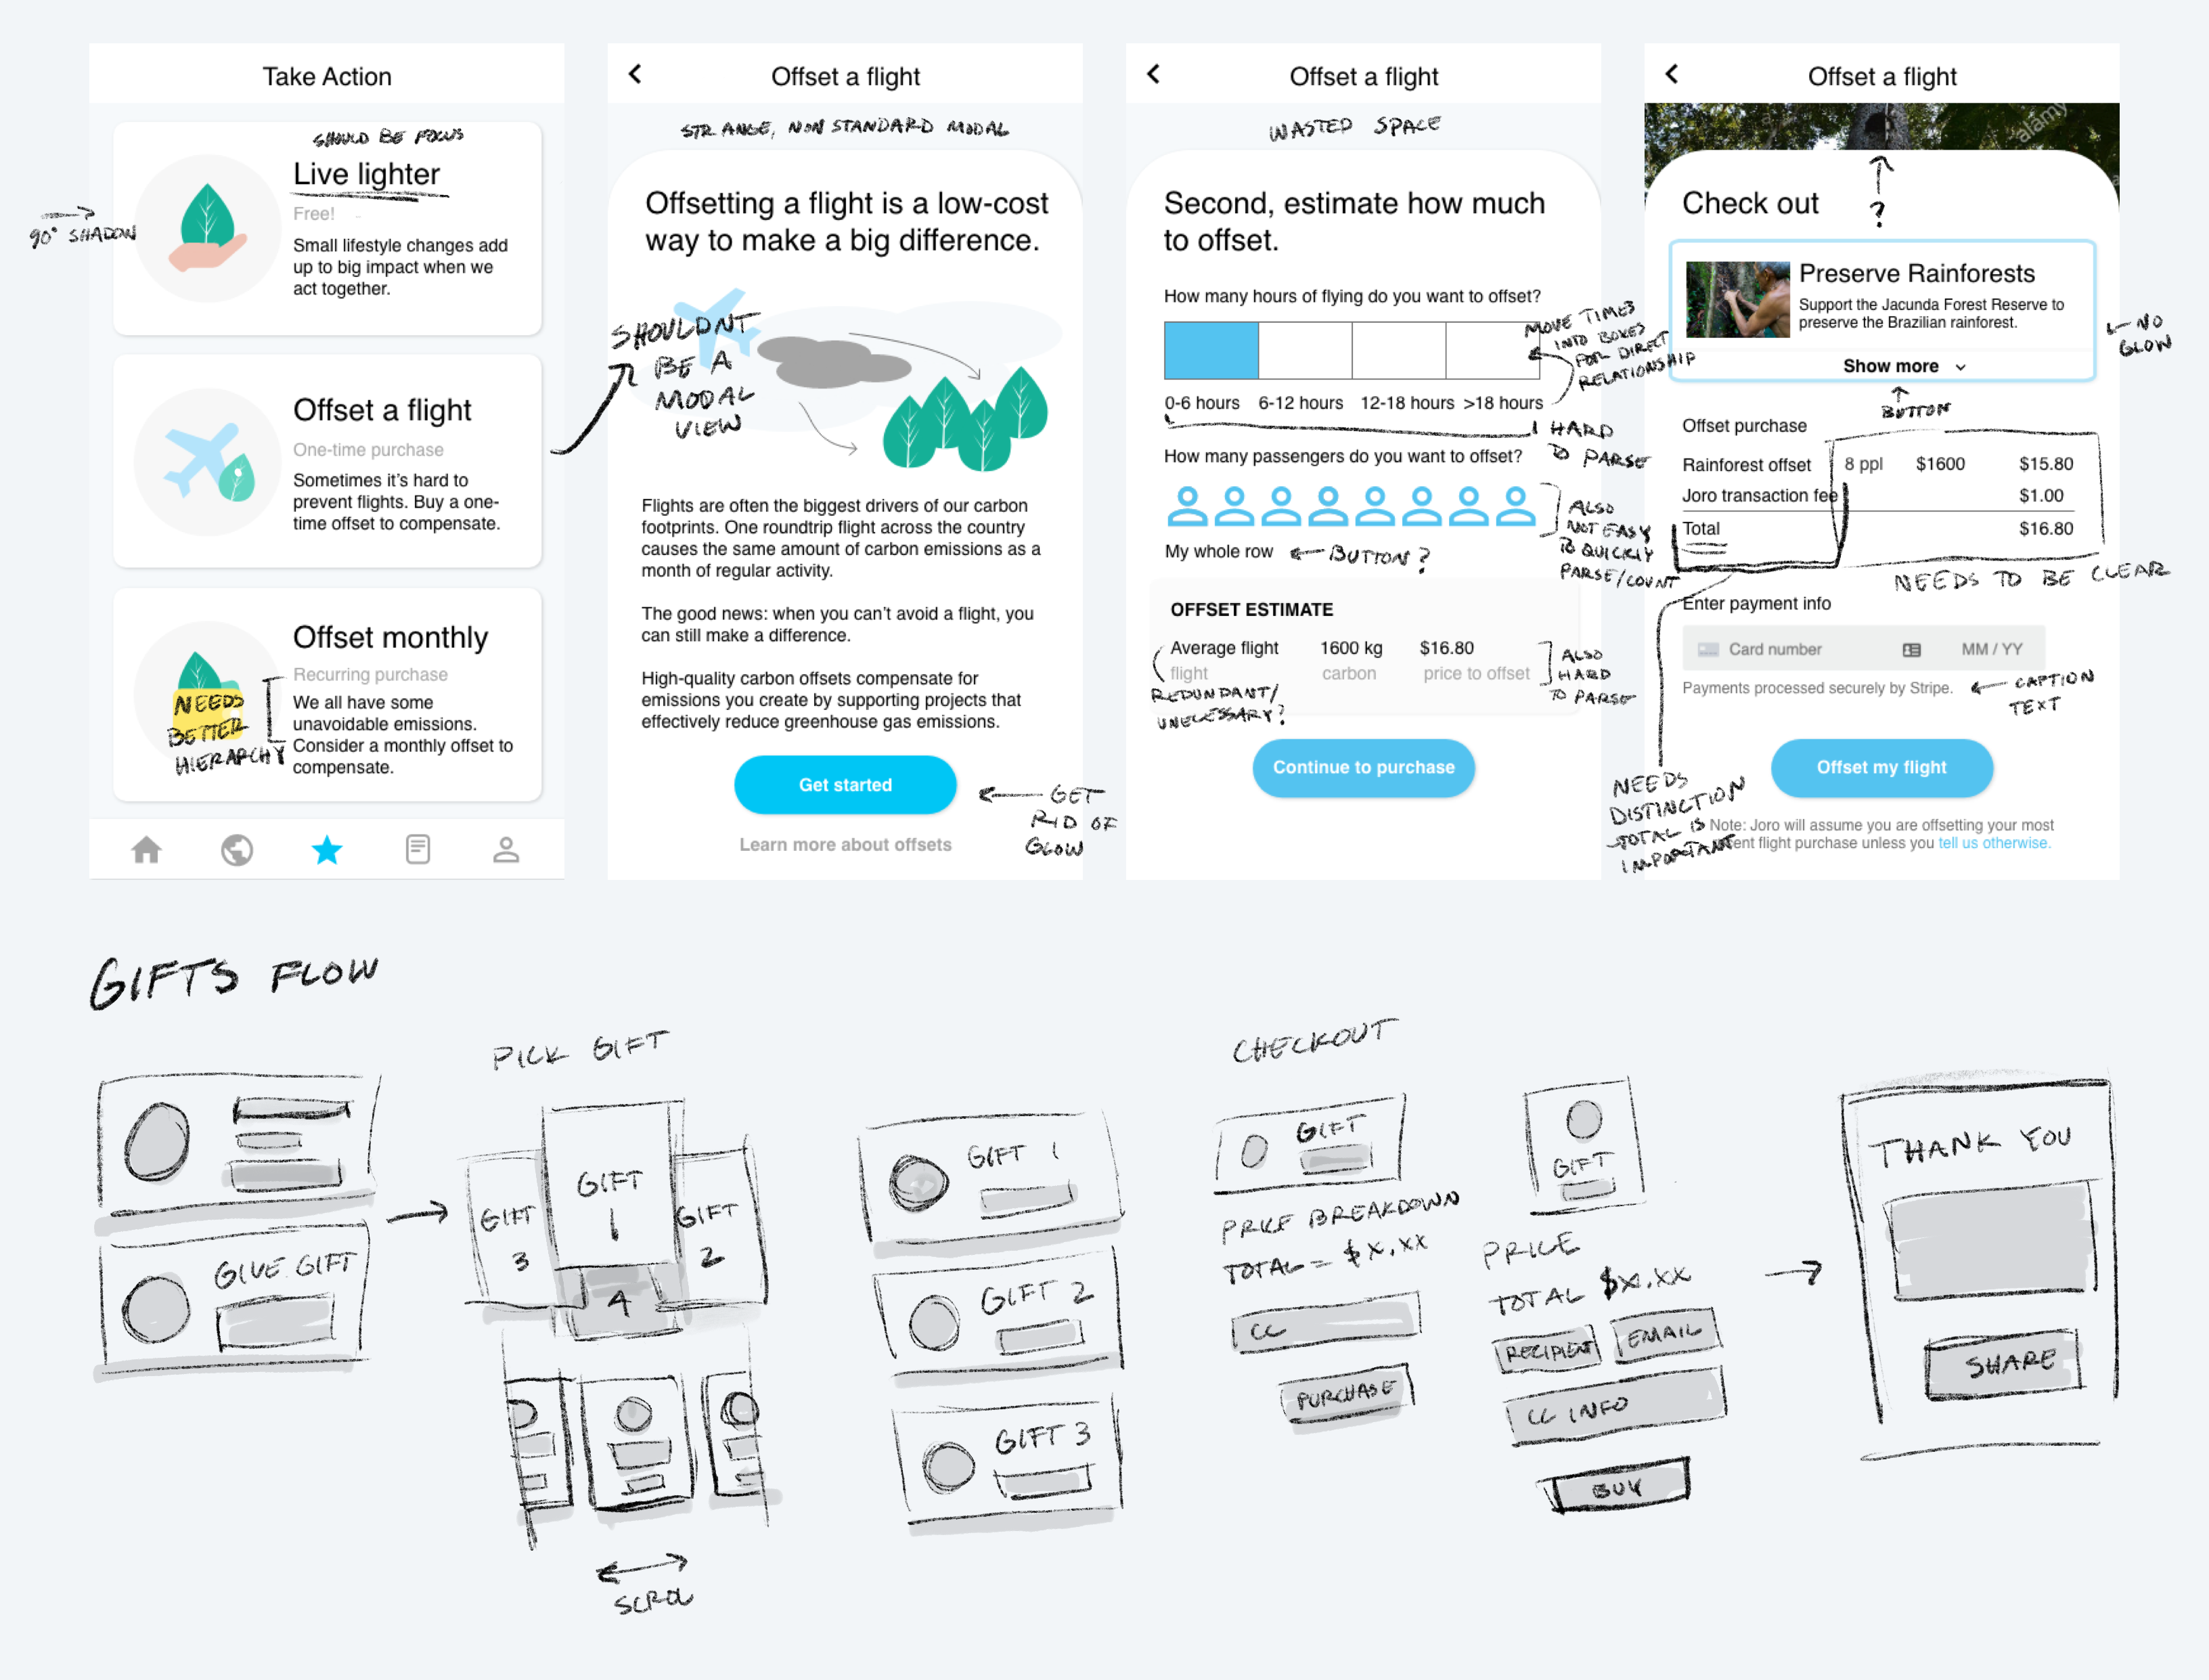 Take Action
SHOULD BE FOCUS
Live lighter
Free!
Small lifestyle changes add
up to big impact when we
act together.
90° SHADOW
Offset a flight
One-time purchase
Sometimes it's hard to
prevent flights. Buy a one-
time offset to compensate.
Offset monthly
Recurring purchase
We all have some
unavoidable emissions.
Consider a monthly offset to
compensate.
NEEDS
BETTER
HIERARCHY
Offset a flight
STRANGE, NON STANDARD MODAL
Offsetting a flight is a low-cost
way to make a big difference.
SHOULDNT
BE A
MODAL
VIEW
Flights are often the biggest drivers of our carbon
footprints. One roundtrip flight across the country
causes the same amount of carbon emissions as a
month of regular activity.
The good news: when you can't avoid a flight, you
can still make a difference.
High-quality carbon offsets compensate for
emissions you create by supporting projects that
effectively reduce greenhouse gas emissions.
Get started
GET
RID OF
GLOW
Learn more about offsets
Offset a flight
WASTED SPACE
Second, estimate how much
to offset.
How many hours of flying do you want to offset?
MOVE TIMES
INTO BOXES
FOR DIRECT
RELATIONSHIP
0-6 hours 6-12 hours 12-18 hours >18 hours
HARD
TO PARSE
How many passengers do you want to offset?
ALSO
NOT EASY
TO QUICKLY
PARSE/COUNT
My whole row
BUTTON?
OFFSET ESTIMATE
Average flight 1600 kg $16.80
flight carbon price to offset
REDUNDANT/
UNECESSARY?
ALSO
HARD
TO PARSE
Continue to purchase
Offset a flight
alamy
?
Check out
Preserve Rainforests
Support the Jacunda Forest Reserve to
preserve the Brazilian rainforest.
NO
GLOW
Show more
BUTTON
Offset purchase
Rainforest offset 8 ppl $1600 $15.80
Joro transaction fee $1.00
Total $16.80
NEEDS TO BE CLEAR
Enter payment info
Card number MM / YY
Payments processed securely by Stripe.
CAPTION
TEXT
Offset my flight
NEEDS
DISTINCTION
TOTAL IS
IMPORTANT
Note: Joro will assume you are offsetting your most
ent flight purchase unless you tell us otherwise.
GIFTS FLOW
GIVE GIFT
PICK GIFT
GIFT
3
GIFT
1
GIFT
2
4
SCROL
GIFT 1
GIFT 2
GIFT 3
CHECKOUT
GIFT
PRICE BREAKDOWN
TOTAL = $X.XX
CC
PURCHASE
GIFT
PRICE
TOTAL $X.XX
RECIPIENT
EMAIL
CC INFO
BUY
THANK YOU
SHARE